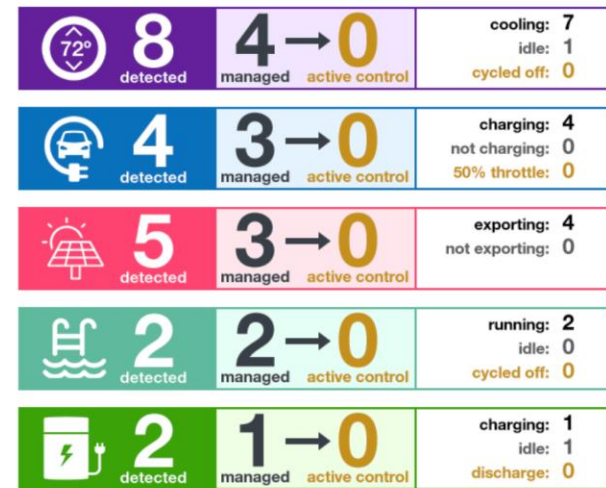 72°
8
detected
4 → 0
managed active control
cooling: 7
idle: 1
cycled off: 0
4
detected
3 → 0
managed active control
charging: 4
not charging: 0
50% throttle: 0
5
detected
3 → 0
managed active control
exporting: 4
not exporting: 0
2
detected
2 → 0
managed active control
running: 2
idle: 0
cycled off: 0
2
detected
1 → 0
managed active control
charging: 1
idle: 1
discharge: 0